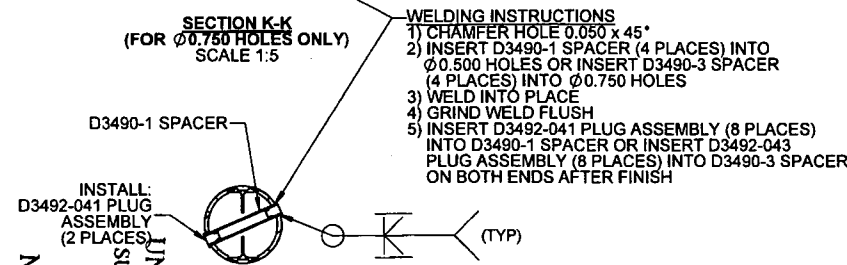 SECTION K-K
(FOR Ø0.750 HOLES ONLY)
SCALE 1:5
WELDING INSTRUCTIONS
1) CHAMFER HOLE 0.050 x 45°
2) INSERT D3490-1 SPACER (4 PLACES) INTO
Ø0.500 HOLES OR INSERT D3490-3 SPACER
(4 PLACES) INTO Ø0.750 HOLES
3) WELD INTO PLACE
4) GRIND WELD FLUSH
5) INSERT D3492-041 PLUG ASSEMBLY (8 PLACES)
INTO D3490-1 SPACER OR INSERT D3492-043
PLUG ASSEMBLY (8 PLACES) INTO D3490-3 SPACER
ON BOTH ENDS AFTER FINISH
D3490-1 SPACER
INSTALL:
D3492-041 PLUG
ASSEMBLY
(2 PLACES)
(TYP)